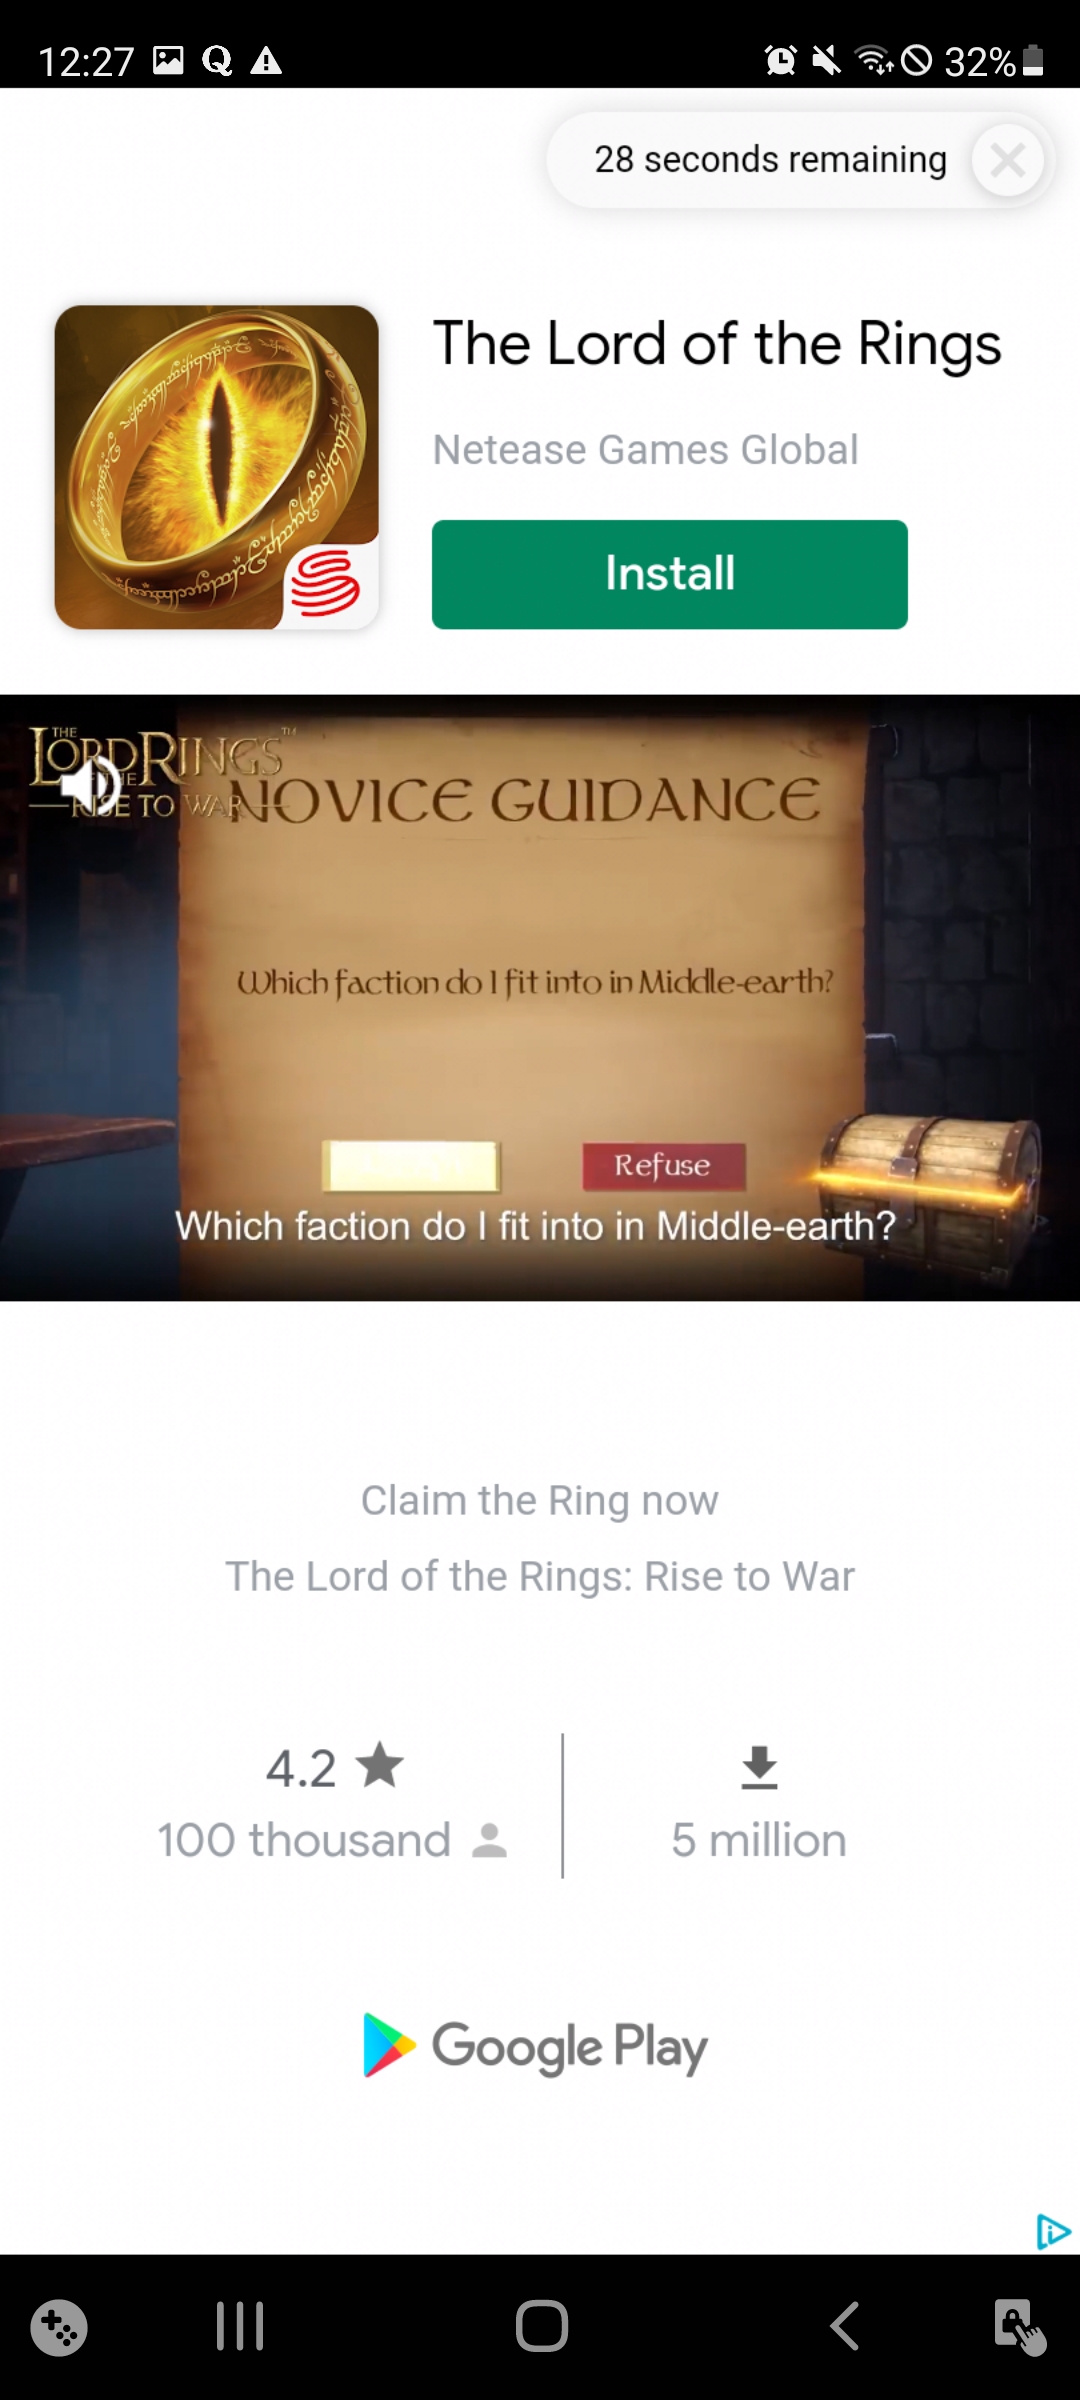 12:27
32%
28 seconds remaining
The Lord of the Rings
Netease Games Global
Install
THE
LORD OF THE RINGS™
RISE TO WAR
NOVICE GUIDANCE
Which faction do I fit into in Middle-earth?
Refuse
Which faction do I fit into in Middle-earth?
Claim the Ring now
The Lord of the Rings: Rise to War
4.2
100 thousand
5 million
Google Play